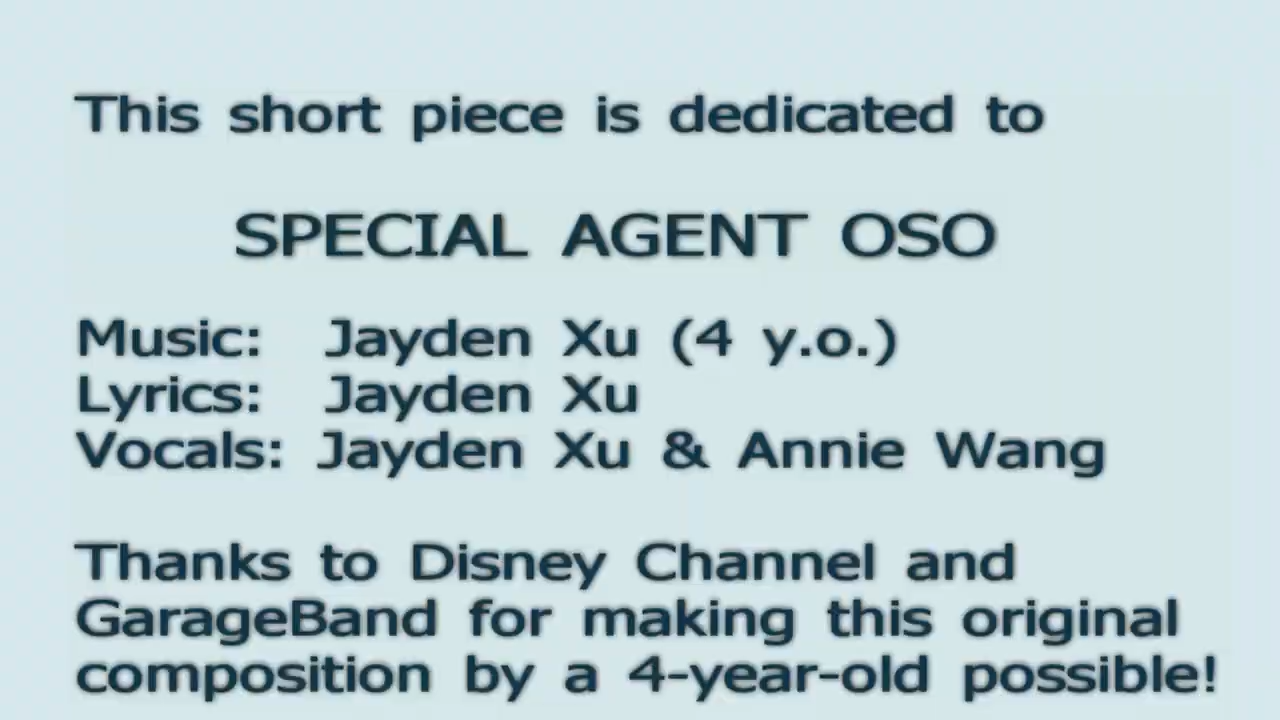 This short piece is dedicated to
SPECIAL AGENT OSO
Music: Jayden Xu (4 y.o.)
Lyrics: Jayden Xu
Vocals: Jayden Xu & Annie Wang
Thanks to Disney Channel and
GarageBand for making this original
composition by a 4-year-old possible!